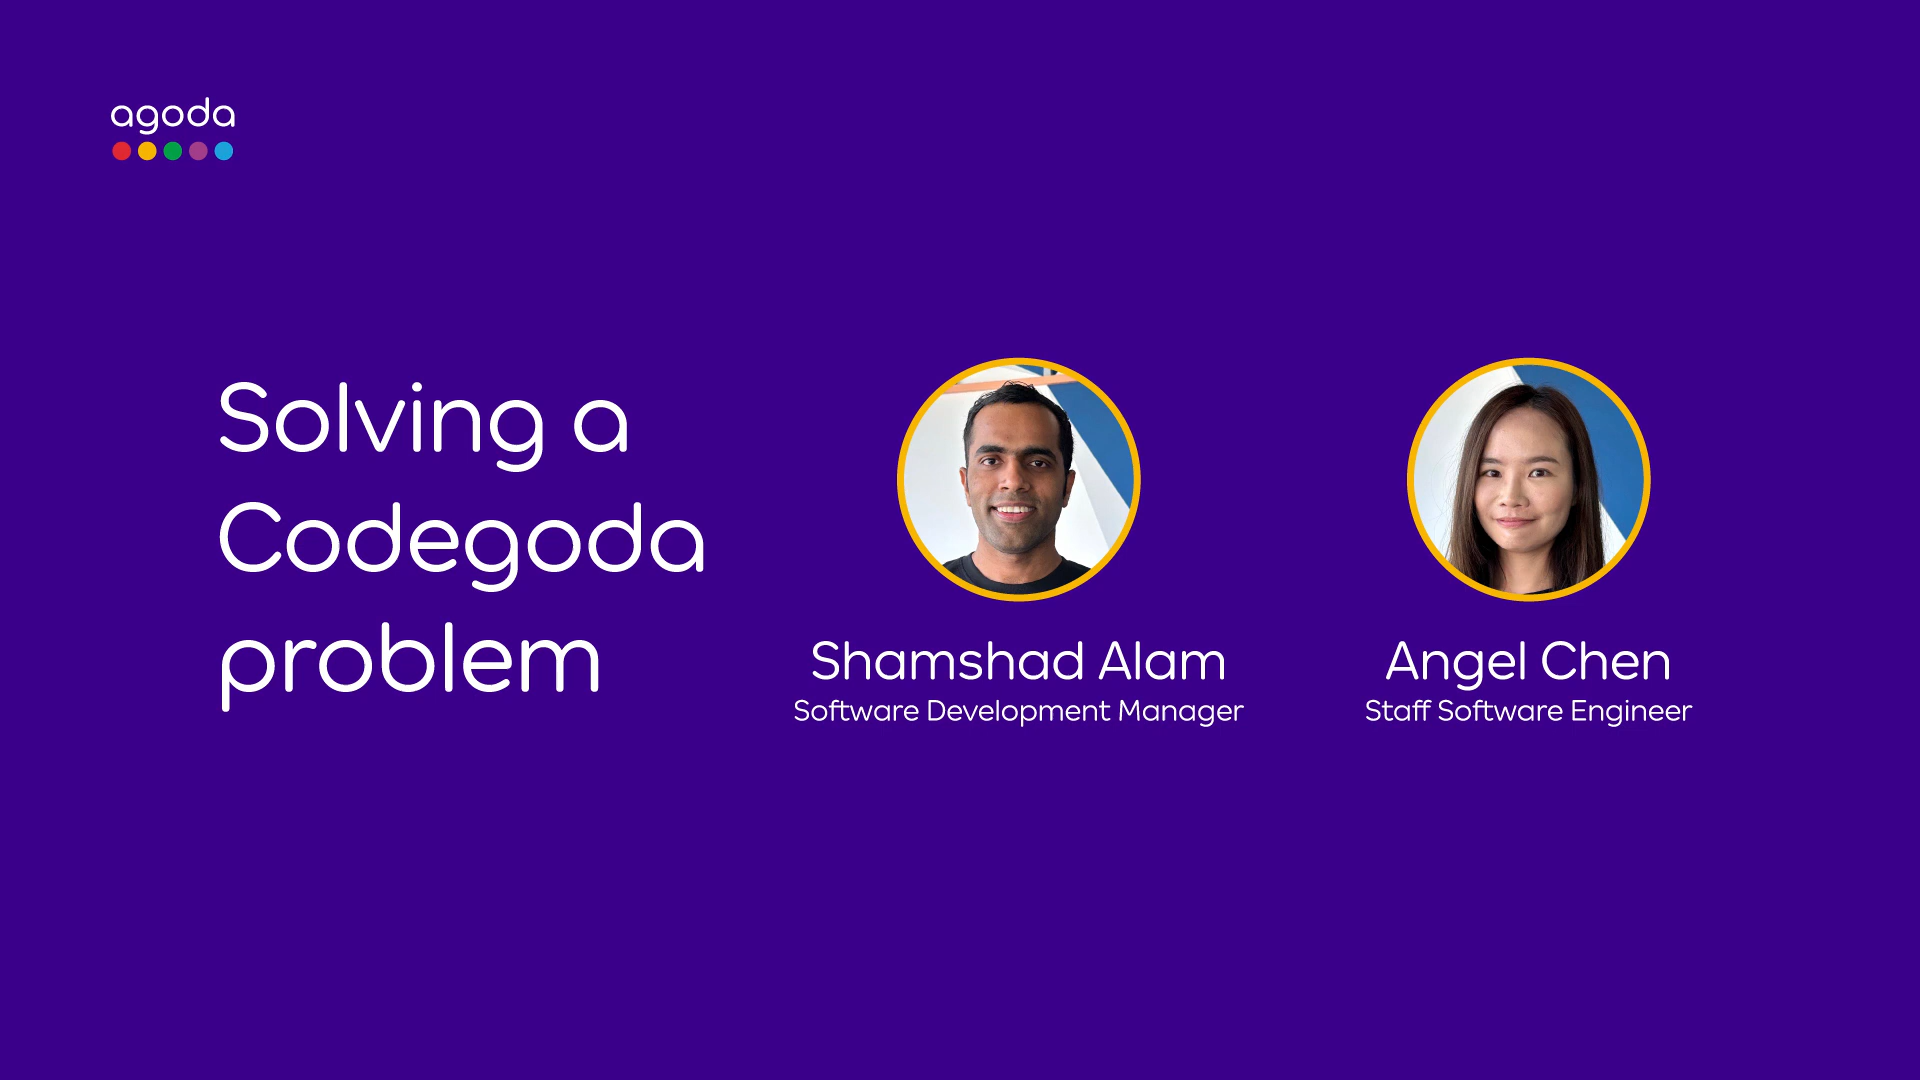 agoda
Solving a
Codegoda
problem
Shamshad Alam
Software Development Manager
Angel Chen
Staff Software Engineer